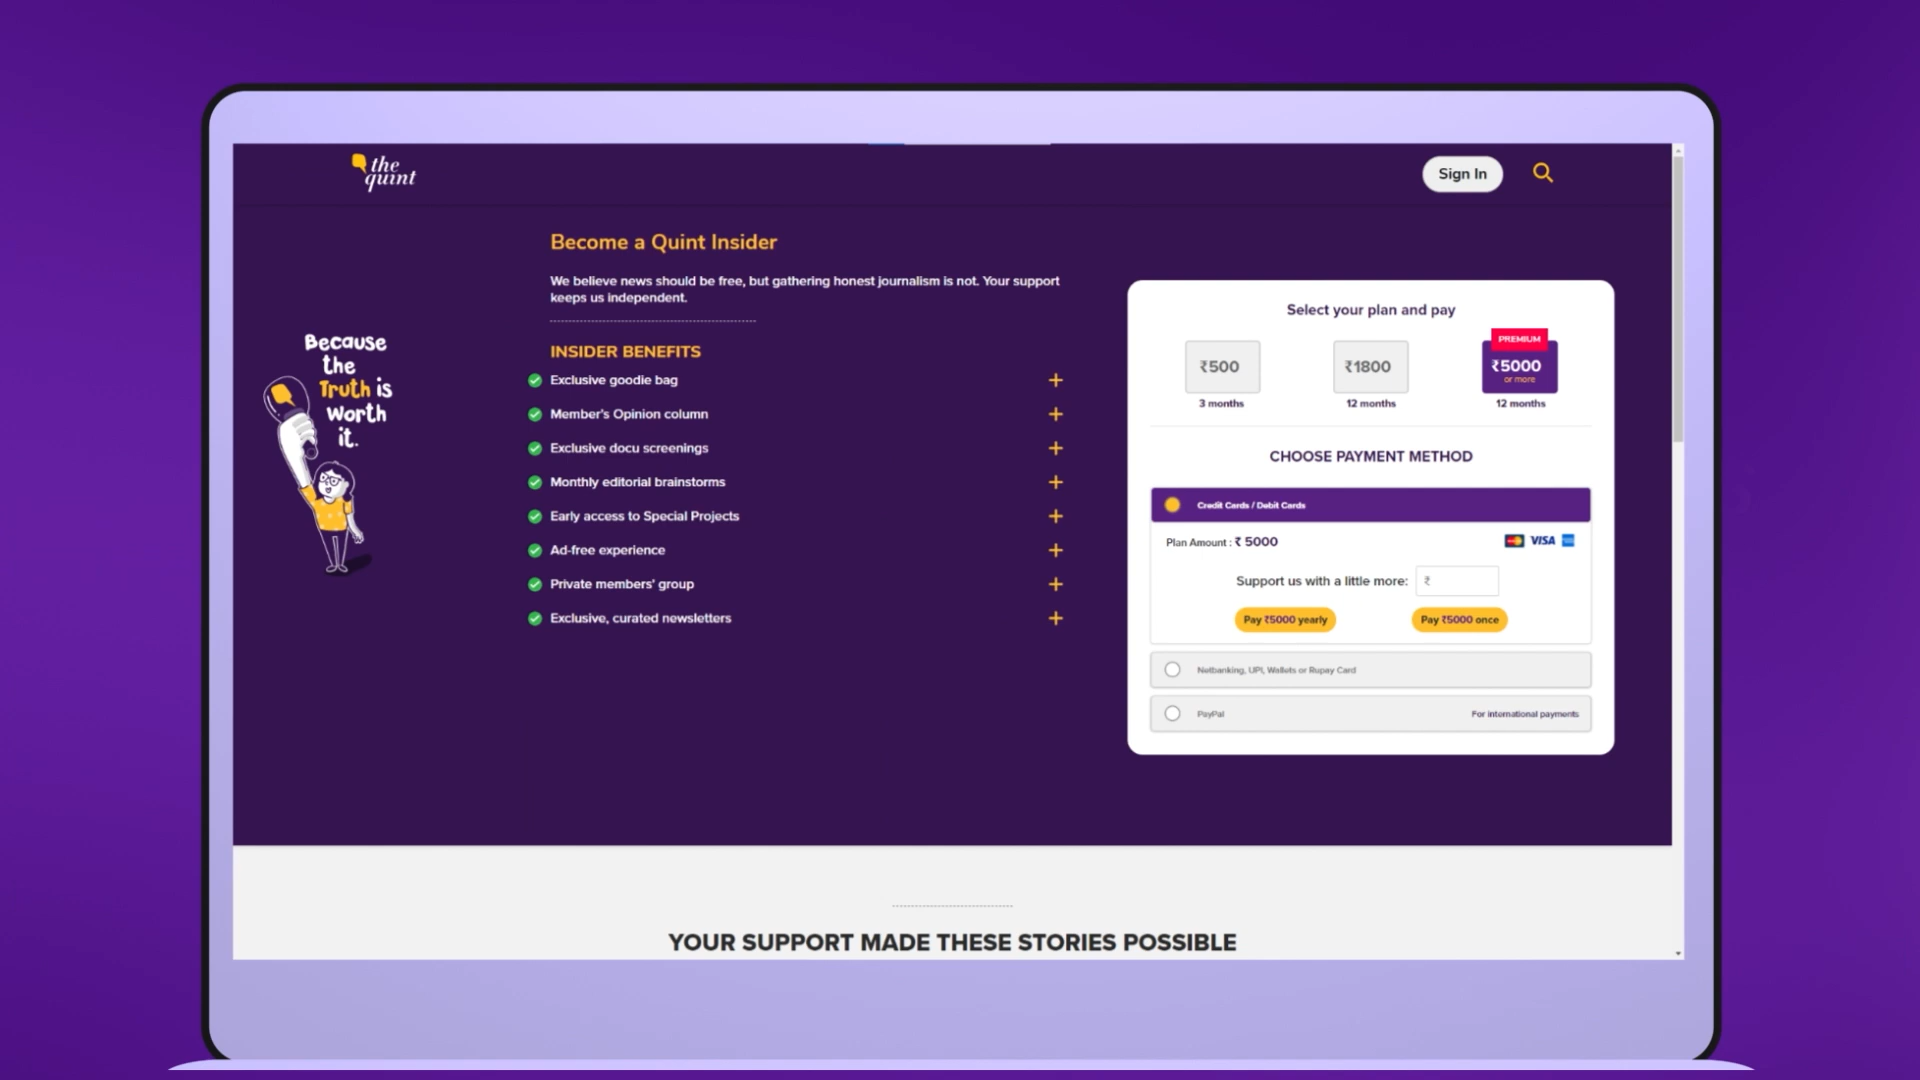 the
quint
Sign In
Become a Quint Insider
We believe news should be free, but gathering honest journalism is not. Your support
keeps us independent.
Because
the
Truth is
worth
it.
INSIDER BENEFITS
Exclusive goodie bag
Member's Opinion column
Exclusive docu screenings
Monthly editorial brainstorms
Early access to Special Projects
Ad-free experience
Private members' group
Exclusive, curated newsletters
Select your plan and pay
₹500
3 months
₹1800
12 months
PREMIUM
₹5000
or more
12 months
CHOOSE PAYMENT METHOD
Credit Cards / Debit Cards
Plan Amount : ₹ 5000
VISA
Support us with a little more: ₹
Pay ₹5000 yearly
Pay ₹5000 once
Netbanking, UPI, Wallets or Rupay Card
PayPal
For international payments
YOUR SUPPORT MADE THESE STORIES POSSIBLE